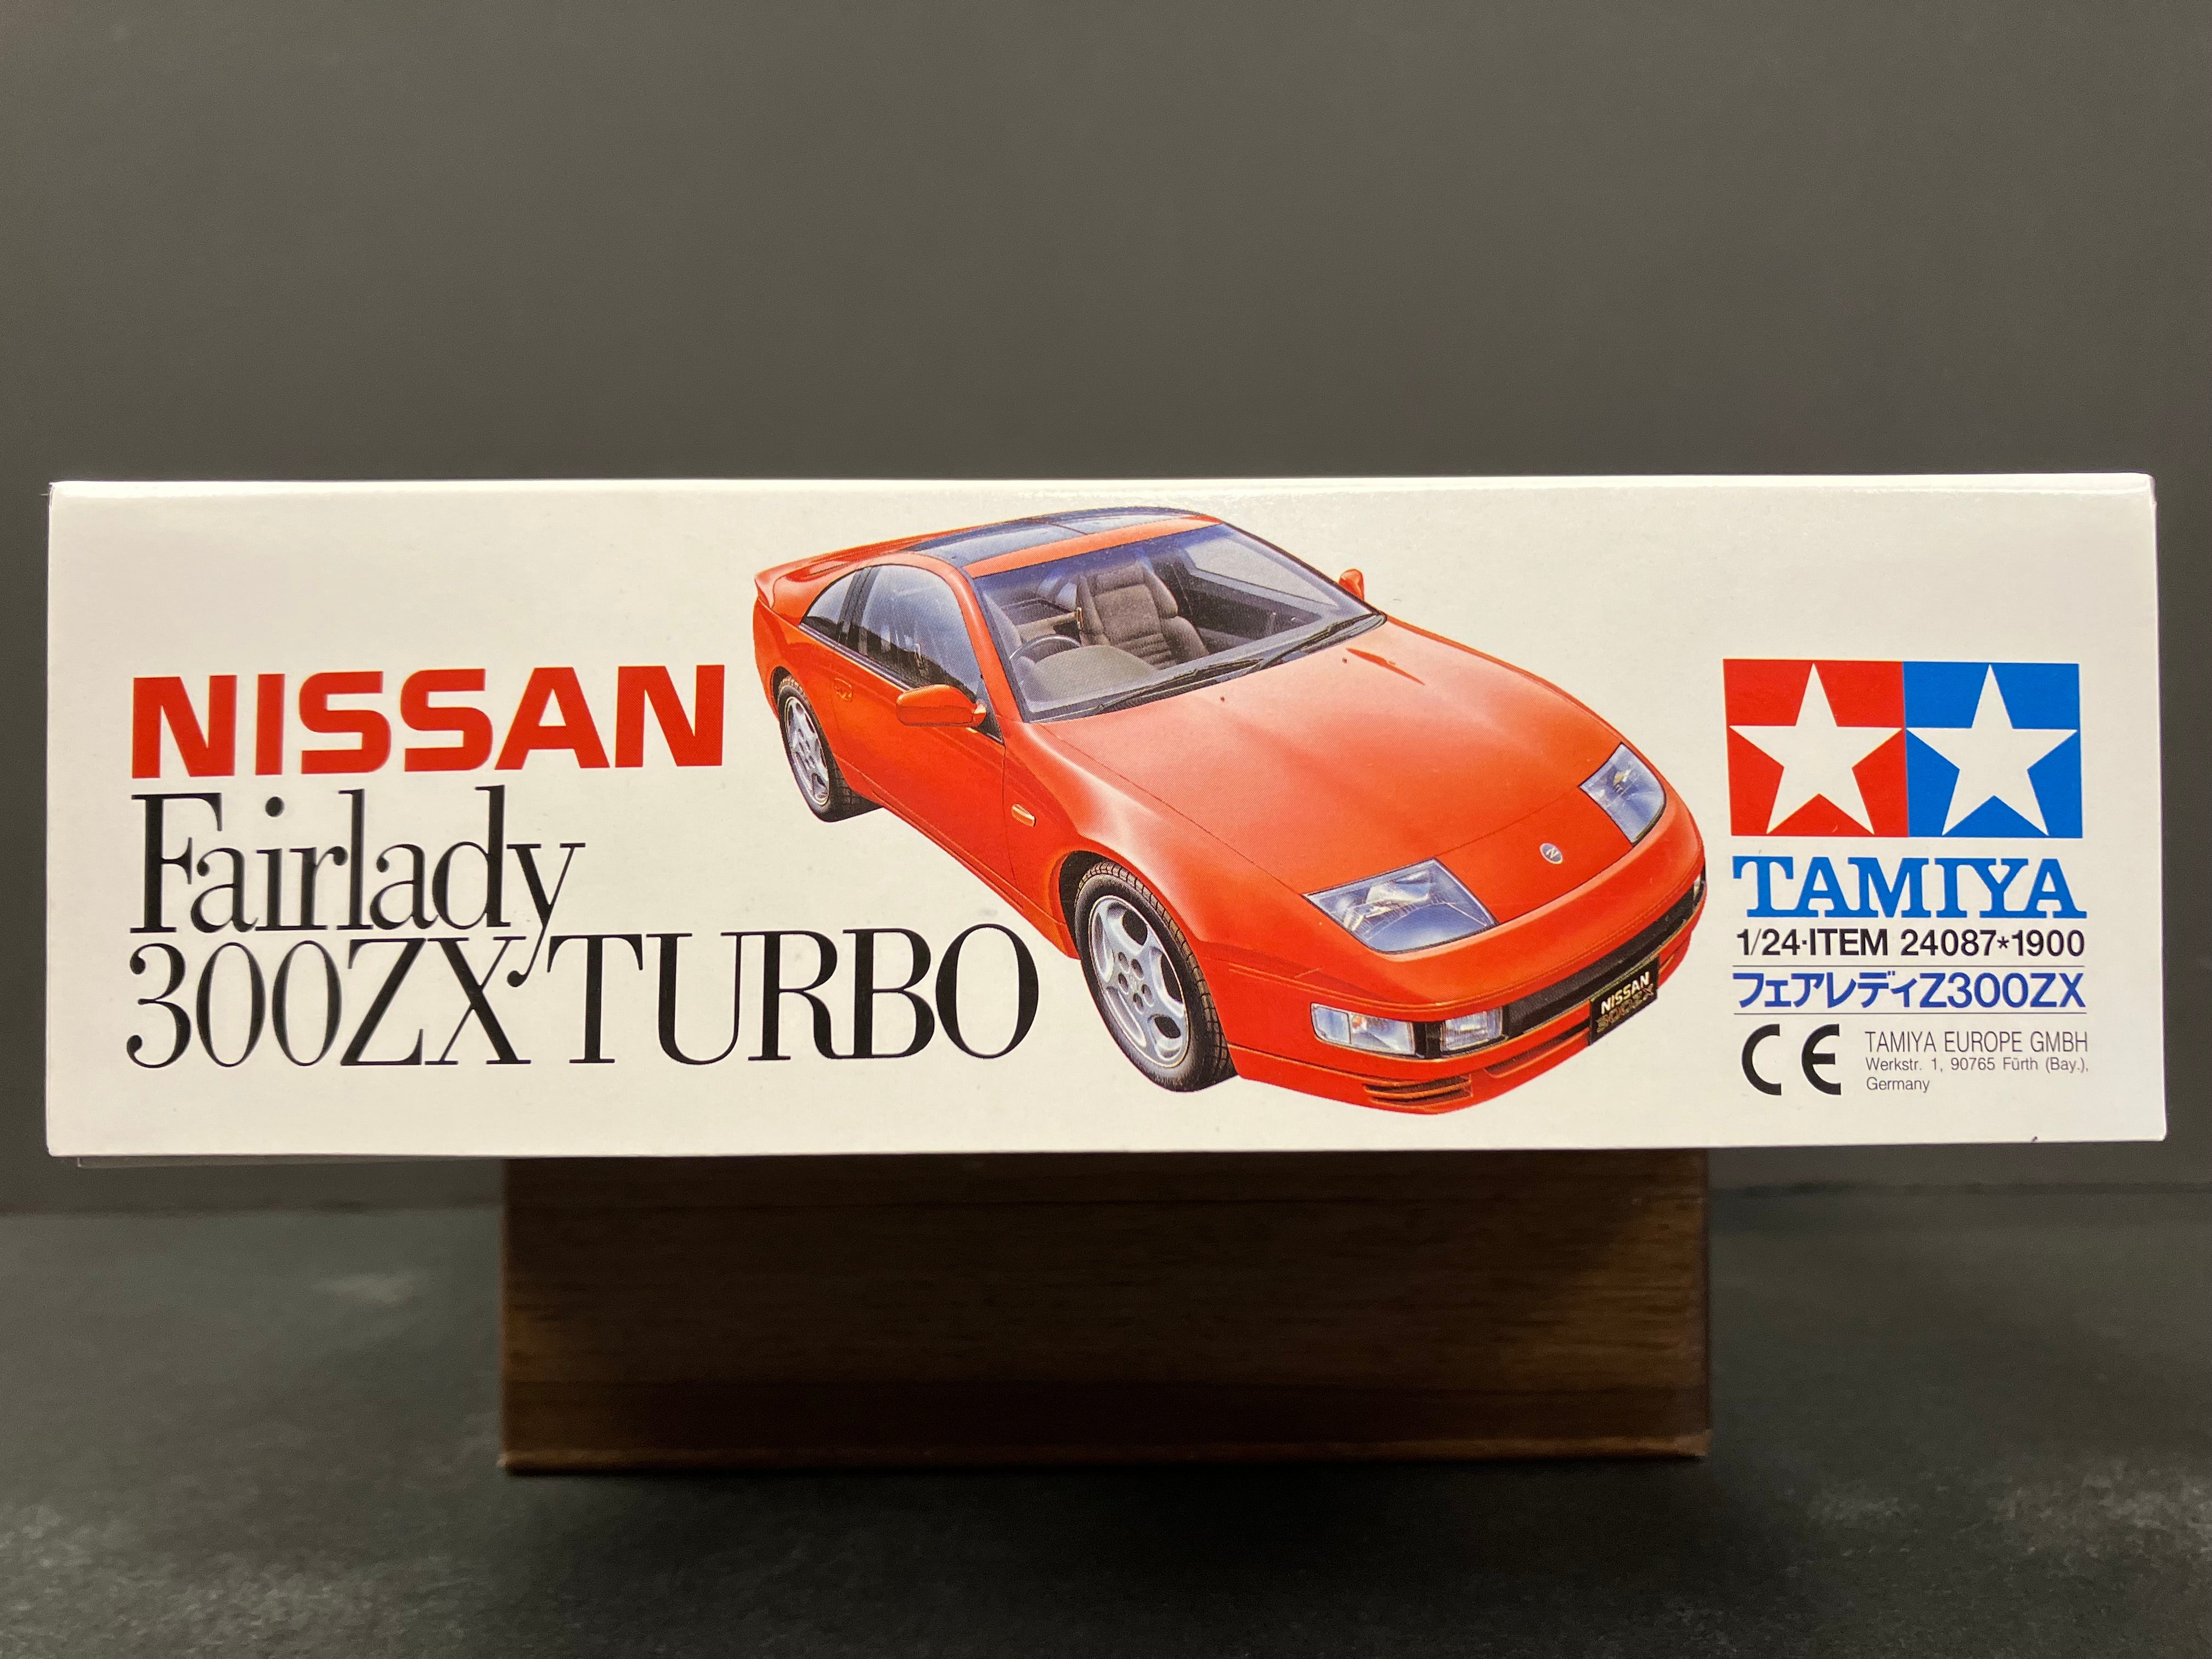 NISSAN
Fairlady
300ZX TURBO
NISSAN
300ZX
TAMIYA
1/24·ITEM 24087*1900
フェアレディZ300ZX
CE
TAMIYA EUROPE GMBH
Werkstr. 1, 90765 Fürth (Bay.),
Germany